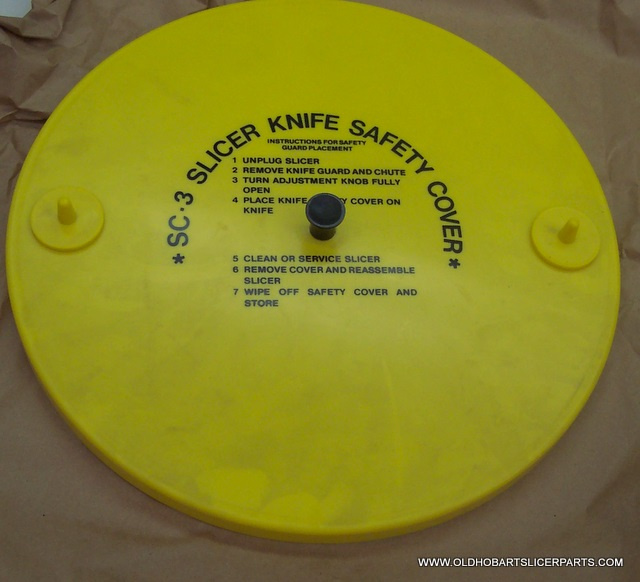 * SC-3 SLICER KNIFE SAFETY COVER *
INSTRUCTIONS FOR SAFETY
GUARD PLACEMENT
1 UNPLUG SLICER
2 REMOVE KNIFE GUARD AND CHUTE
3 TURN ADJUSTMENT KNOB FULLY
OPEN
4 PLACE KNIFE COVER ON
KNIFE
5 CLEAN OR SERVICE SLICER
6 REMOVE COVER AND REASSEMBLE
SLICER
7 WIPE OFF SAFETY COVER AND
STORE
WWW.OLDHOBARTSLICERPARTS.COM